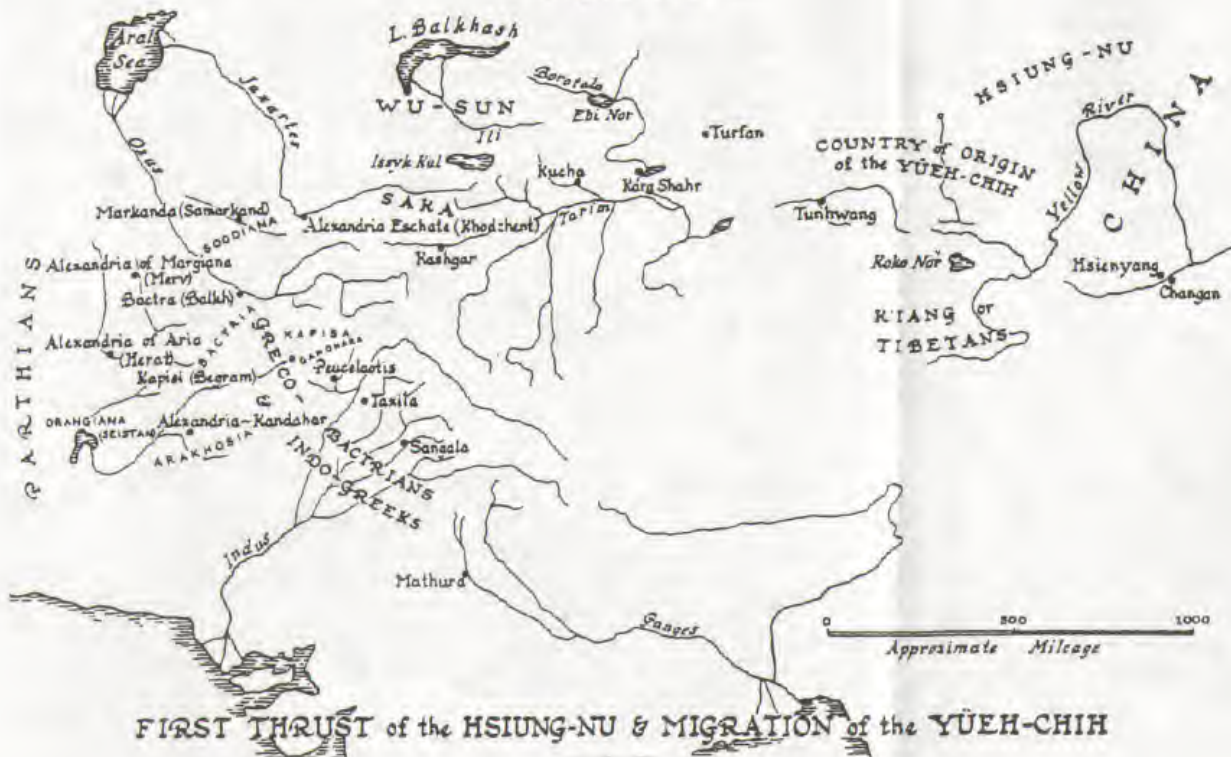 Aral
Sea
L. Balkhash
Borotala
HSIUNG-NU
WU-SUN
Ebi Nor
River
CHINA
Jaxartes
Ili
Turfan
COUNTRY of ORIGIN
of the YÜEH-CHIH
Oxus
Issyk Kul
Kucha
Kara Shahr
Yellow
SAKA
Markanda (Samarkand)
Tarim
Tunhwang
SOGDIANA
Alexandria Eschate (Khodzhent)
Kashgar
Koko Nor
Hsienyang
Changan
Alexandria of Margiana
(Merv)
Bactra (Balkh)
KIANG or
TIBETANS
PARTHIANS
BACTRIA
GRECO-
BACTRIANS
&
INDO-GREEKS
KAPISA
GANDHARA
Alexandria of Aria
(Herat)
Kapisi (Begram)
Peucelaotis
Taxila
DRANGIANA
(SEISTAN)
Alexandria-Kandahar
ARAKHOSIA
Sangala
Indus
Mathura
Ganges
0 500 1000
Approximate Mileage
FIRST THRUST of the HSIUNG-NU & MIGRATION of the YÜEH-CHIH